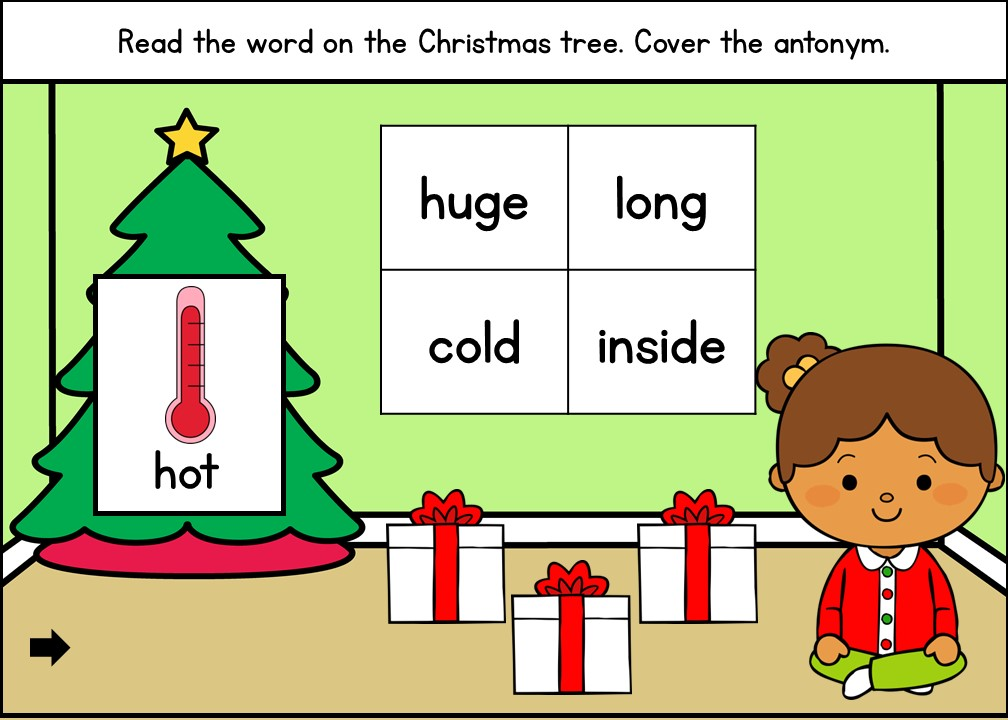 Read the word on the Christmas tree. Cover the antonym.
huge long
cold inside
hot